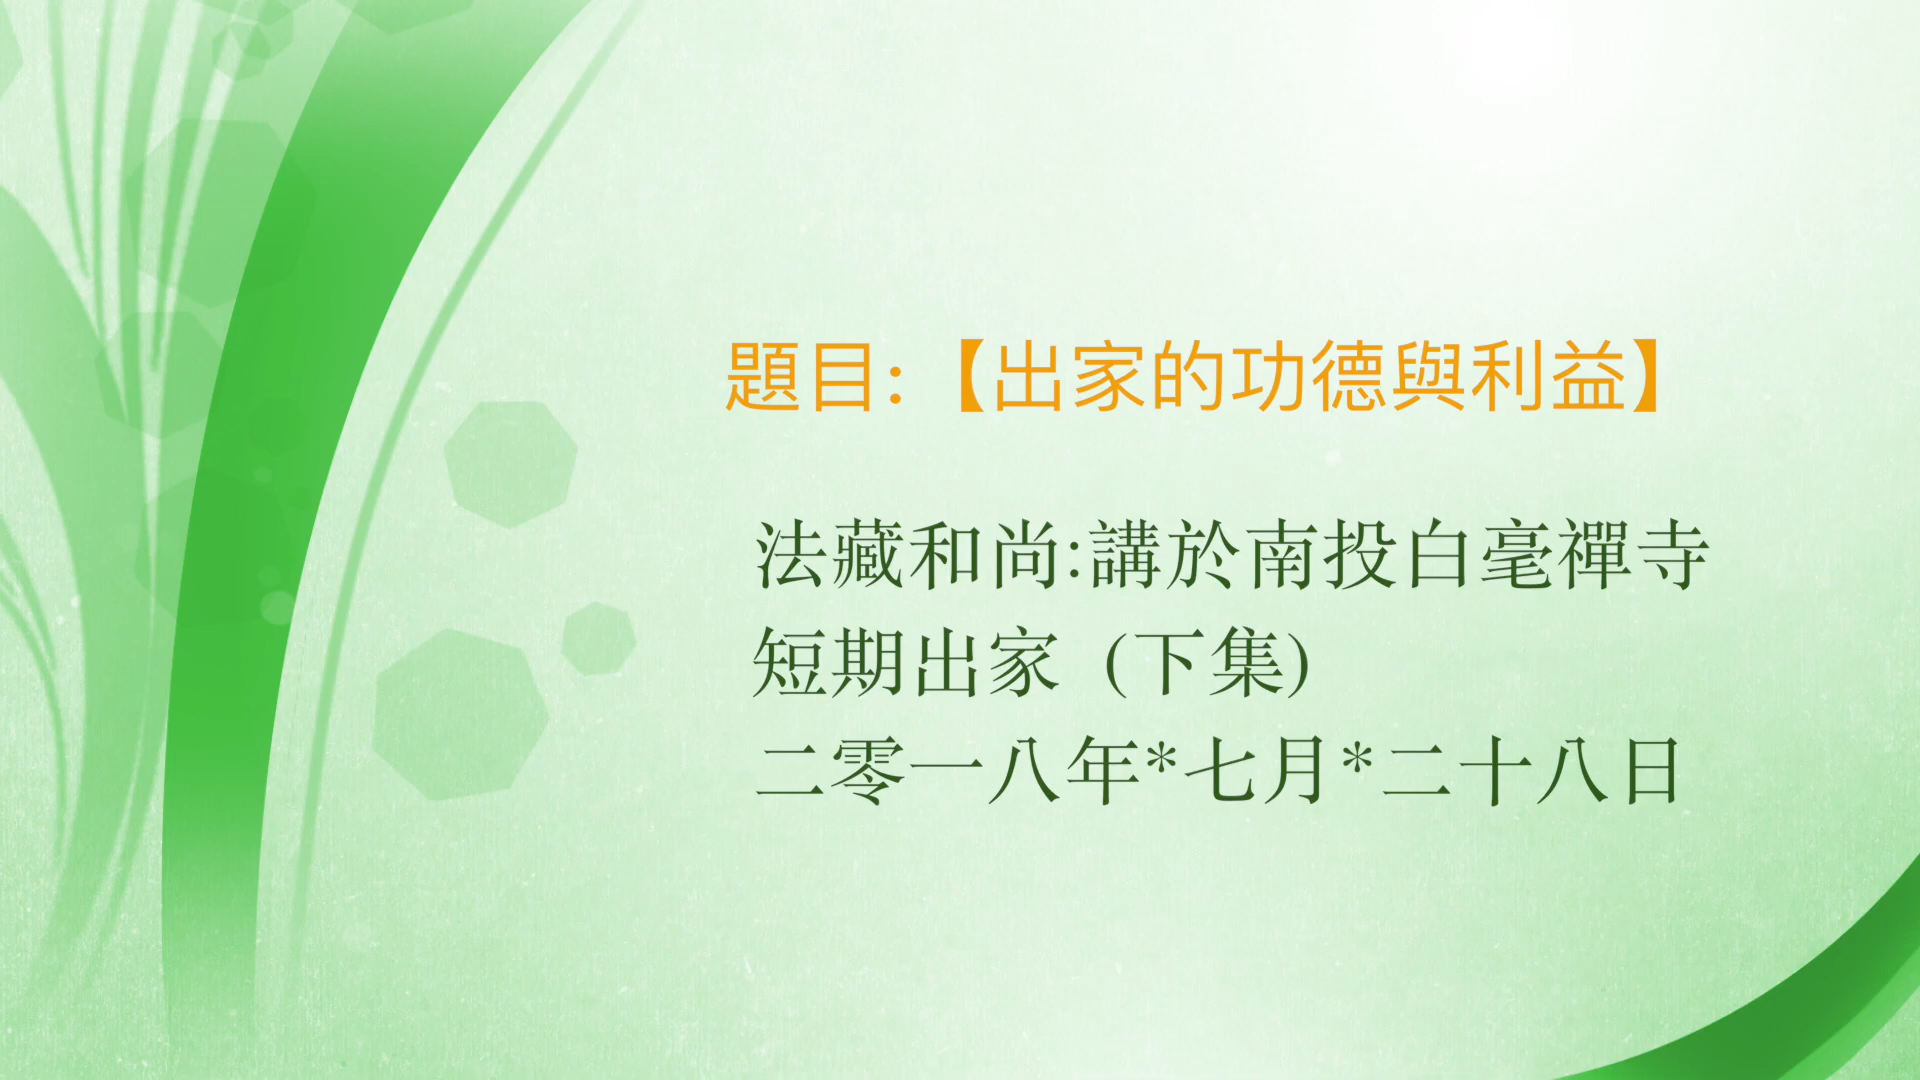 題目:【出家的功德與利益】
法藏和尚:講於南投白毫禪寺
短期出家 (下集)
二零一八年*七月*二十八日